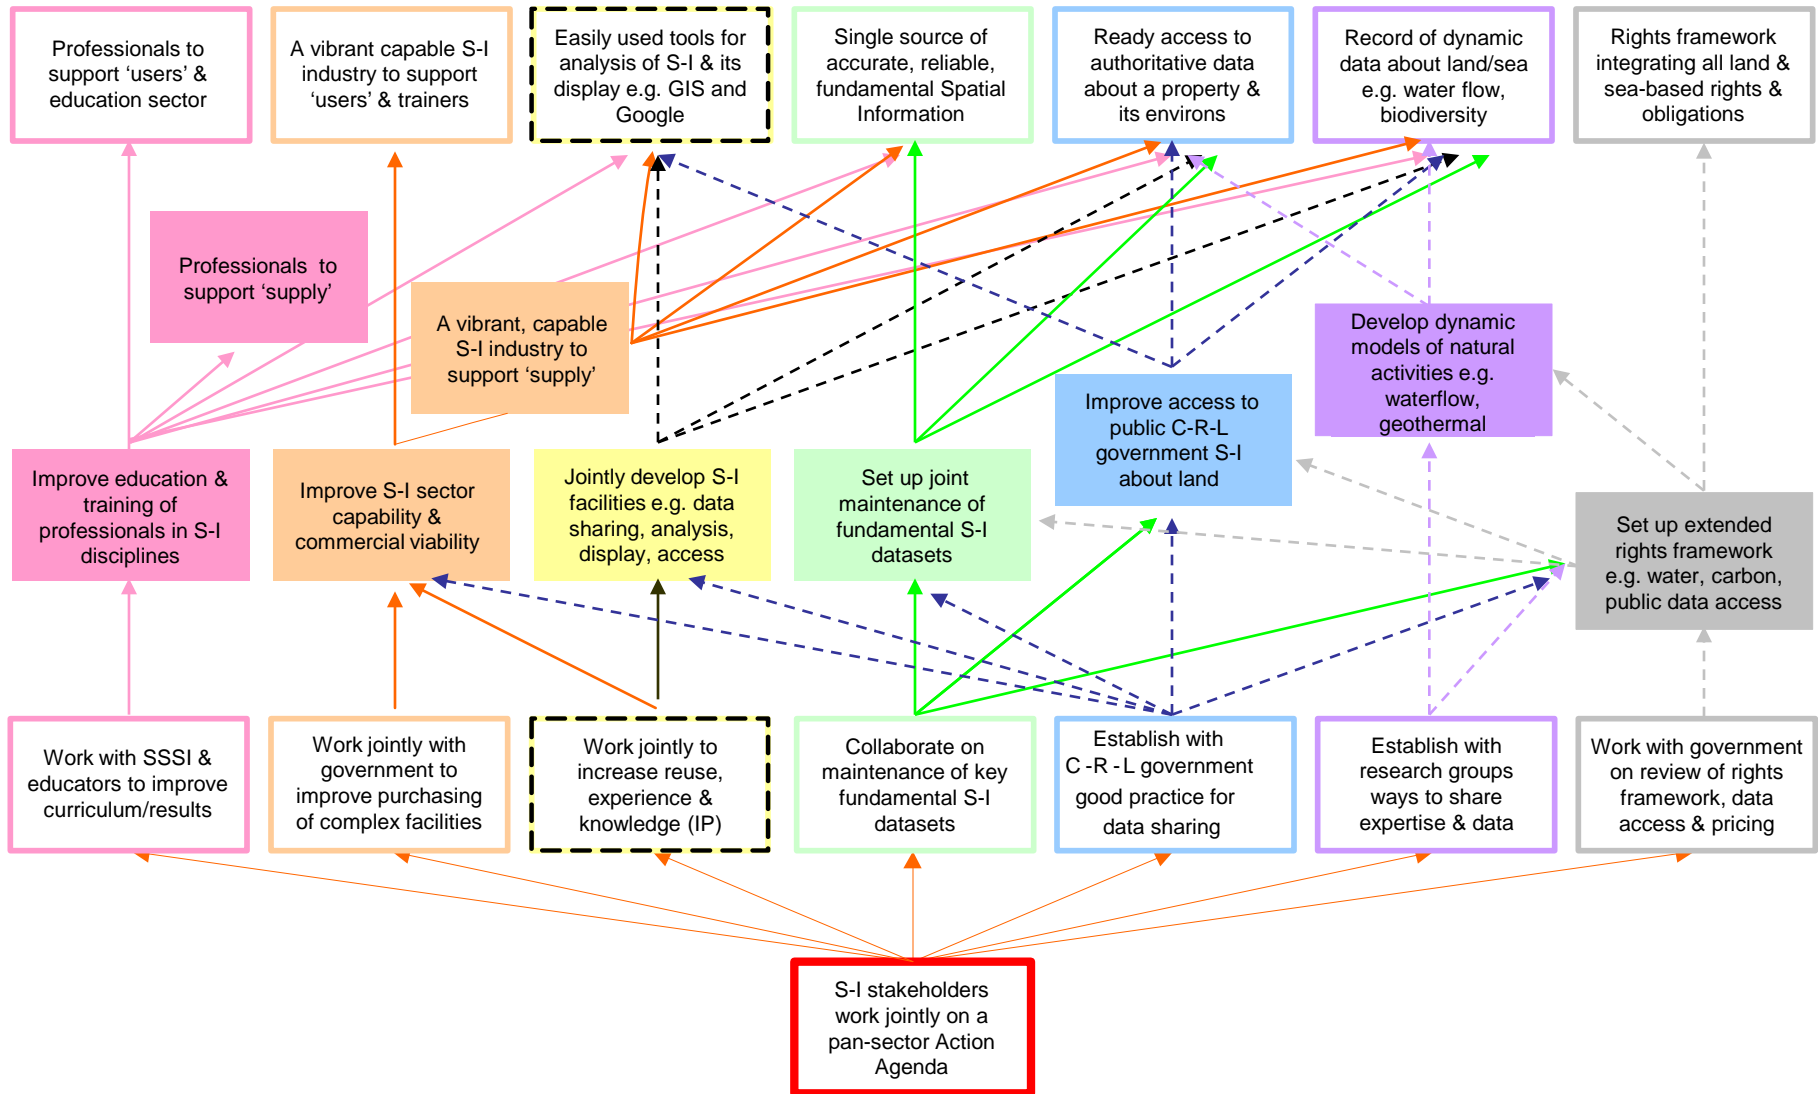 Professionals to
support ‘users’ &
education sector
A vibrant capable S-I
industry to support
‘users’ & trainers
Easily used tools for
analysis of S-I & its
display e.g. GIS and
Google
Single source of
accurate, reliable,
fundamental Spatial
Information
Ready access to
authoritative data
about a property &
its environs
Record of dynamic
data about land/sea
e.g. water flow,
biodiversity
Rights framework
integrating all land &
sea-based rights &
obligations
Professionals to
support ‘supply’
A vibrant, capable
S-I industry to
support ‘supply’
Develop dynamic
models of natural
activities e.g.
waterflow,
geothermal
Improve access to
public C-R-L
government S-I
about land
Improve education &
training of
professionals in S-I
disciplines
Improve S-I sector
capability &
commercial viability
Jointly develop S-I
facilities e.g. data
sharing, analysis,
display, access
Set up joint
maintenance of
fundamental S-I
datasets
Set up extended
rights framework
e.g. water, carbon,
public data access
Work with SSSI &
educators to improve
curriculum/results
Work jointly with
government to
improve purchasing
of complex facilities
Work jointly to
increase reuse,
experience &
knowledge (IP)
Collaborate on
maintenance of key
fundamental S-I
datasets
Establish with
C -R - L government
good practice for
data sharing
Establish with
research groups
ways to share
expertise & data
Work with government
on review of rights
framework, data
access & pricing
S-I stakeholders
work jointly on a
pan-sector Action
Agenda